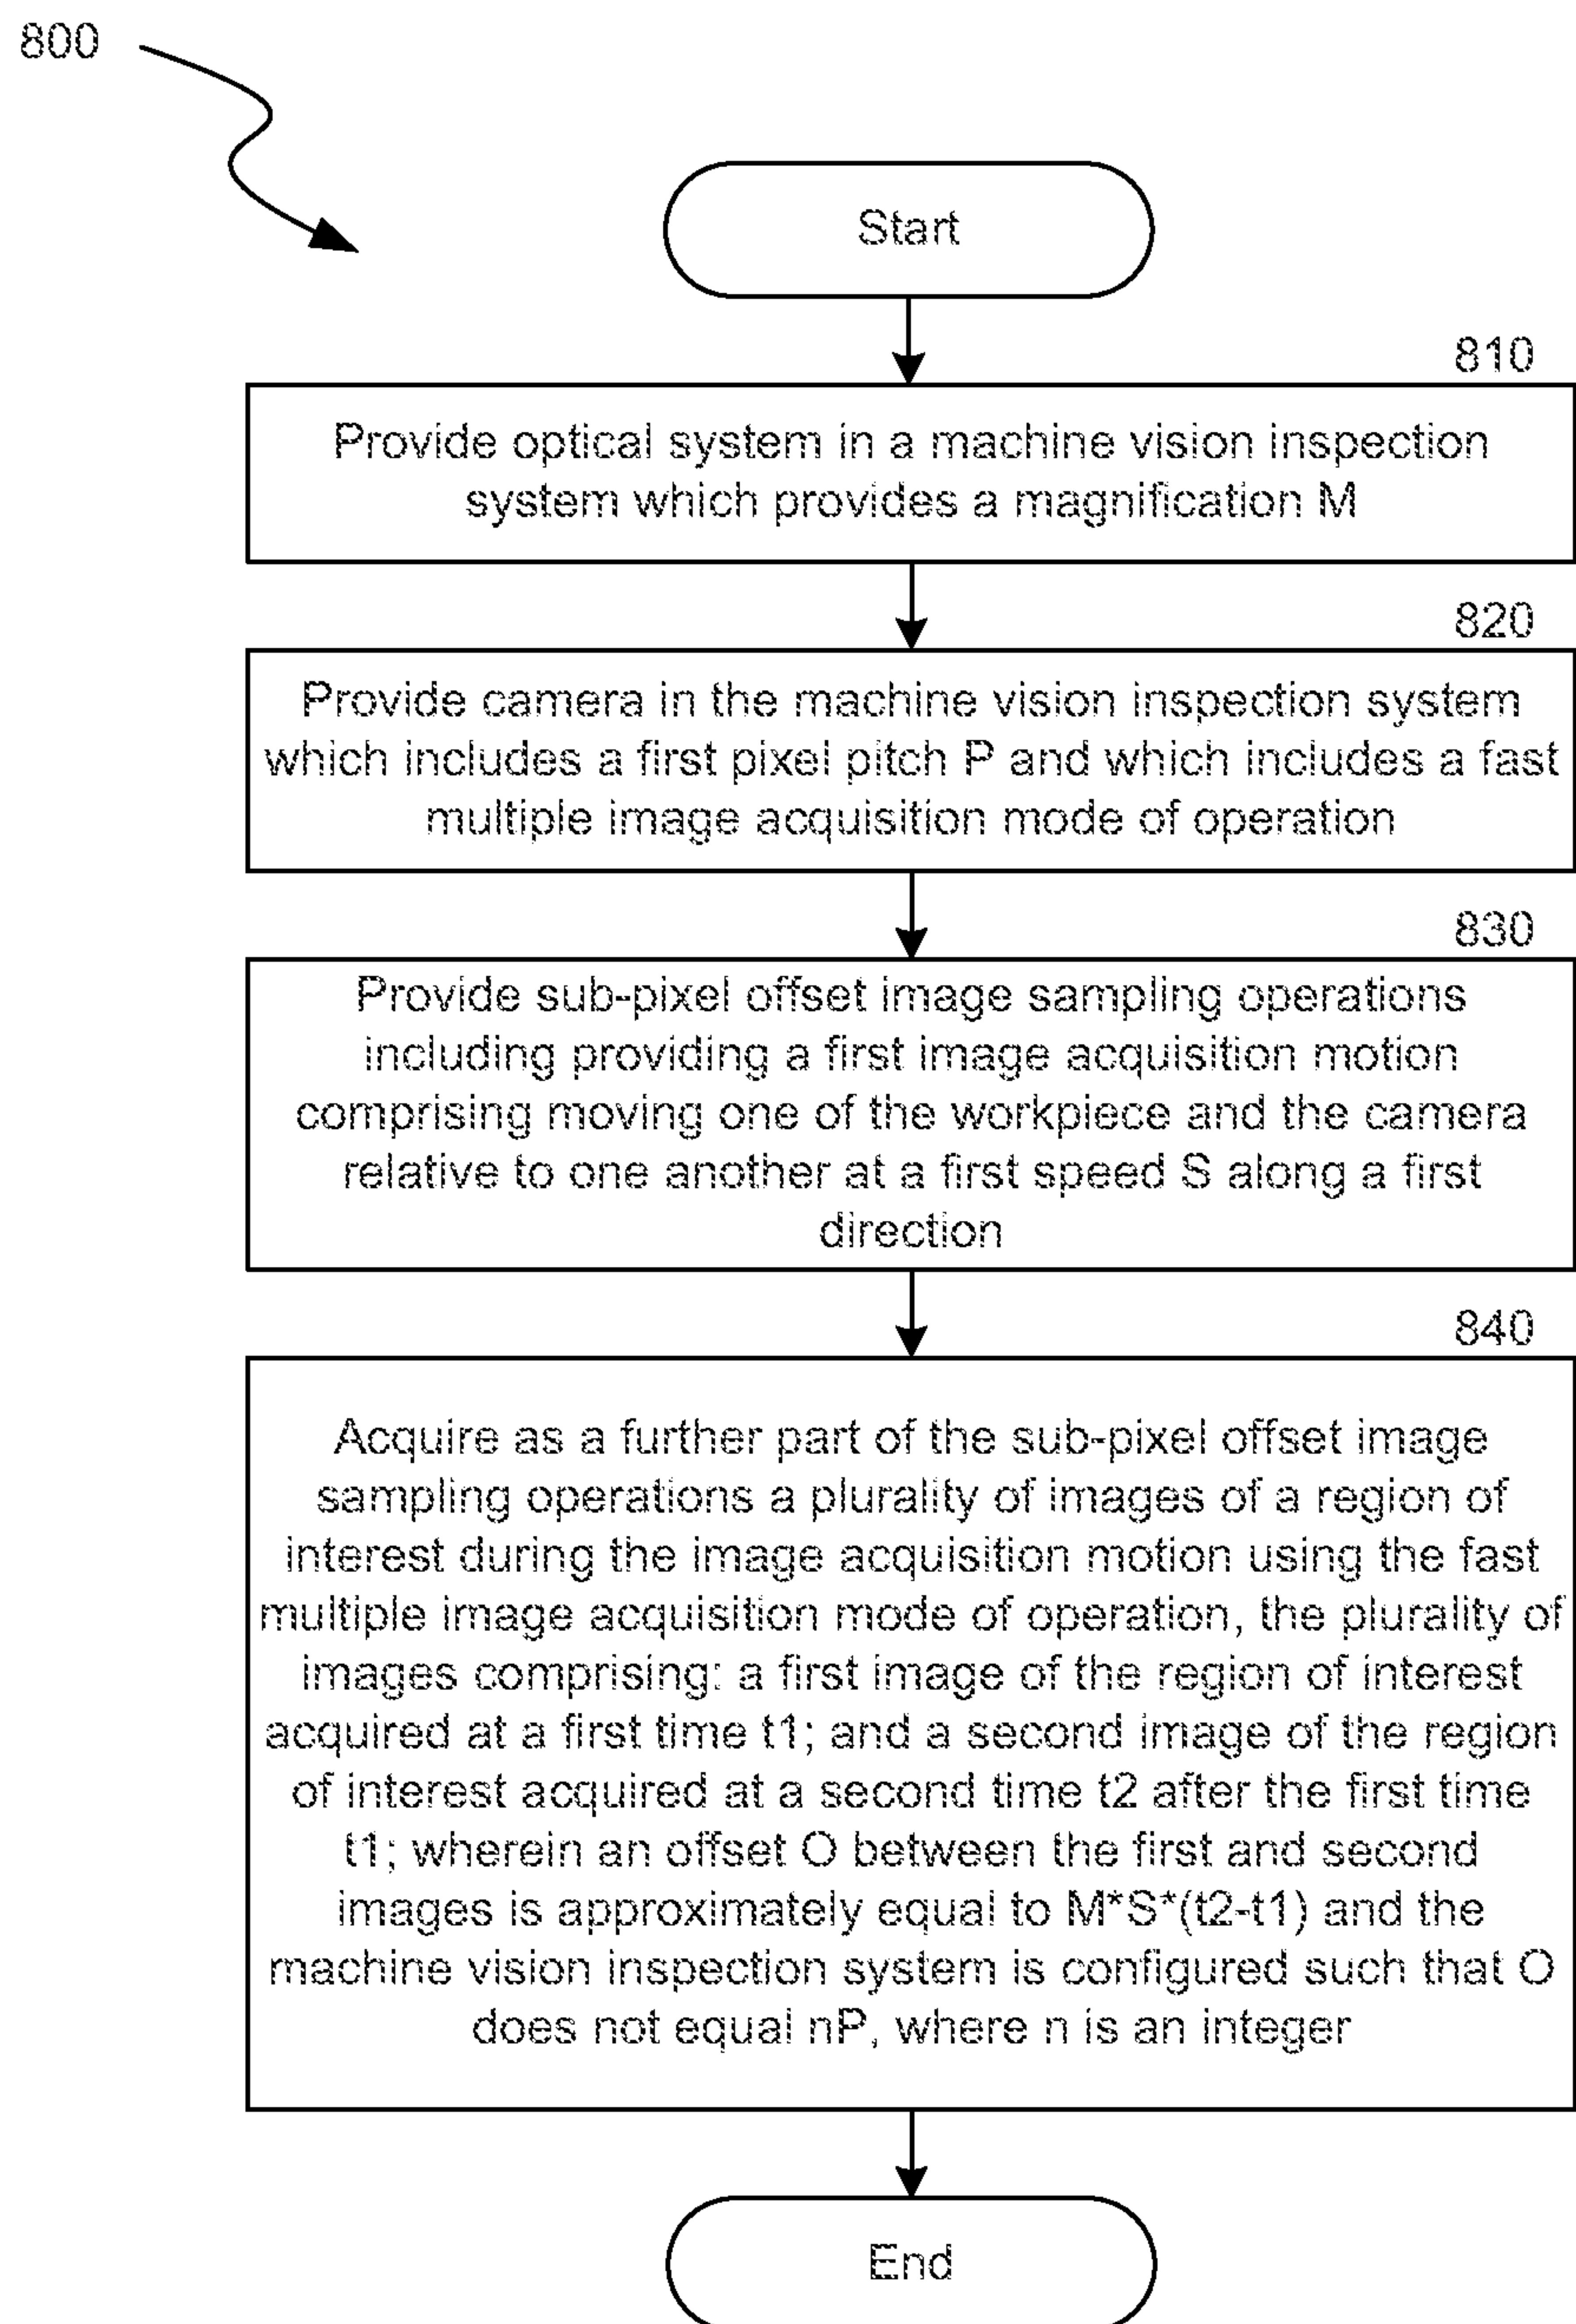 800
Start
810
Provide optical system in a machine vision inspection
system which provides a magnification M
820
Provide camera in the machine vision inspection system
which includes a first pixel pitch P and which includes a fast
multiple image acquisition mode of operation
830
Provide sub-pixel offset image sampling operations
including providing a first image acquisition motion
comprising moving one of the workpiece and the camera
relative to one another at a first speed S along a first
direction
840
Acquire as a further part of the sub-pixel offset image
sampling operations a plurality of images of a region of
interest during the image acquisition motion using the fast
multiple image acquisition mode of operation, the plurality of
images comprising: a first image of the region of interest
acquired at a first time t1; and a second image of the region
of interest acquired at a second time t2 after the first time
t1; wherein an offset O between the first and second
images is approximately equal to M*S*(t2-t1) and the
machine vision inspection system is configured such that O
does not equal nP, where n is an integer
End